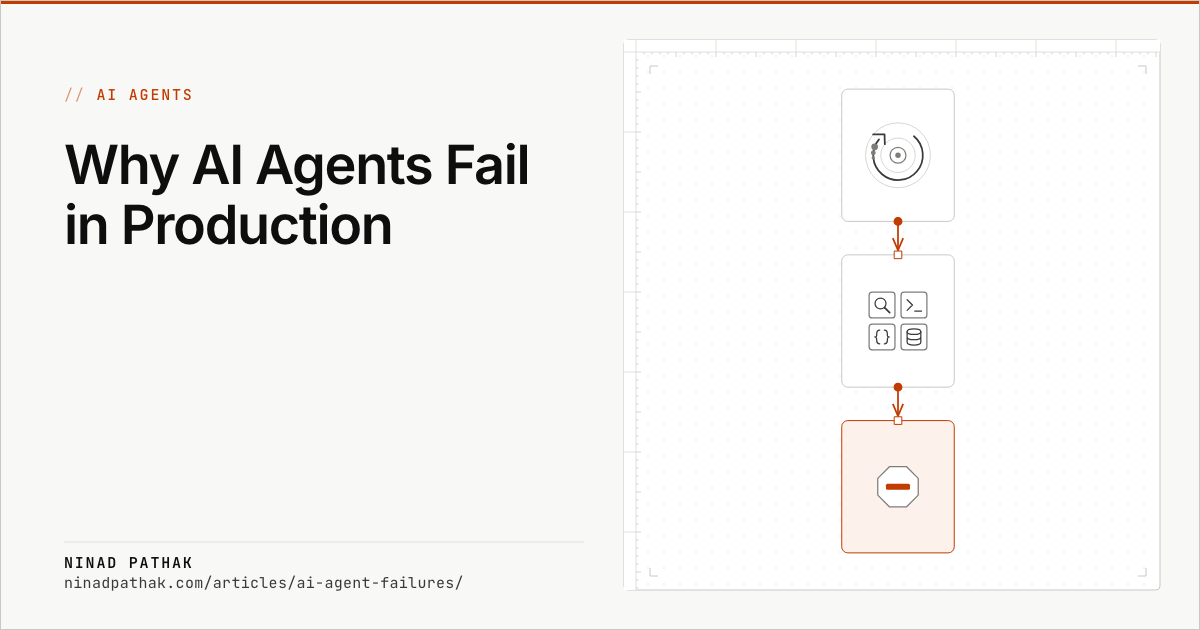 // AI AGENTS
Why AI Agents Fail
in Production
NINAD PATHAK
ninadpathak.com/articles/ai-agent-failures/